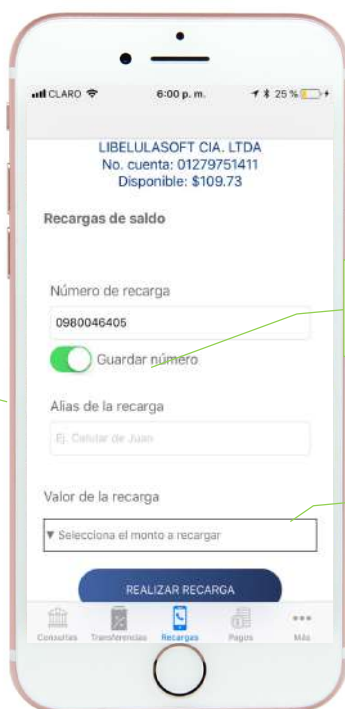 CLARO 6:00 p. m. 25 %
LIBELULASOFT CIA. LTDA
No. cuenta: 01279751411
Disponible: $109.73
Recargas de saldo
Número de recarga
0980046405
Guardar número
Alias de la recarga
Ej. Celular de Juan
Valor de la recarga
▼ Selecciona el monto a recargar
REALIZAR RECARGA
Consultas Transferencias Recargas Pagos Más